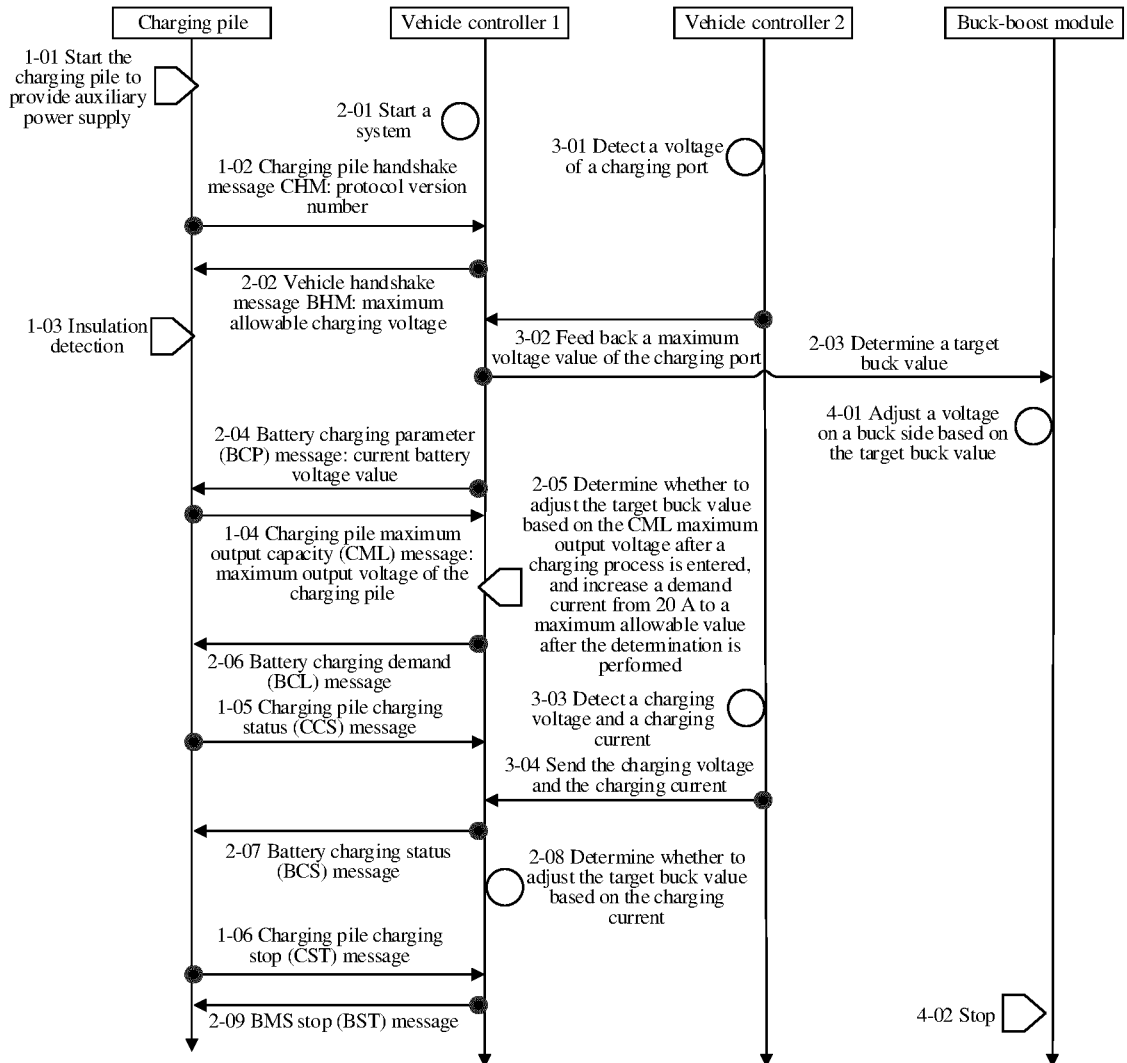 Charging pile
Vehicle controller 1
Vehicle controller 2
Buck-boost module
1-01 Start the
charging pile to
provide auxiliary
power supply
2-01 Start a
system
3-01 Detect a voltage
of a charging port
1-02 Charging pile handshake
message CHM: protocol version
number
2-02 Vehicle handshake
message BHM: maximum
allowable charging voltage
1-03 Insulation
detection
3-02 Feed back a maximum
voltage value of the charging port
2-03 Determine a target
buck value
4-01 Adjust a voltage
on a buck side based on
the target buck value
2-04 Battery charging parameter
(BCP) message: current battery
voltage value
2-05 Determine whether to
adjust the target buck value
based on the CML maximum
output voltage after a
charging process is entered,
and increase a demand
current from 20 A to a
maximum allowable value
after the determination is
performed
1-04 Charging pile maximum
output capacity (CML) message:
maximum output voltage of the
charging pile
2-06 Battery charging demand
(BCL) message
1-05 Charging pile charging
status (CCS) message
3-03 Detect a charging
voltage and a charging
current
3-04 Send the charging voltage
and the charging current
2-07 Battery charging status
(BCS) message
2-08 Determine whether to
adjust the target buck value
based on the charging
current
1-06 Charging pile charging
stop (CST) message
2-09 BMS stop (BST) message
4-02 Stop